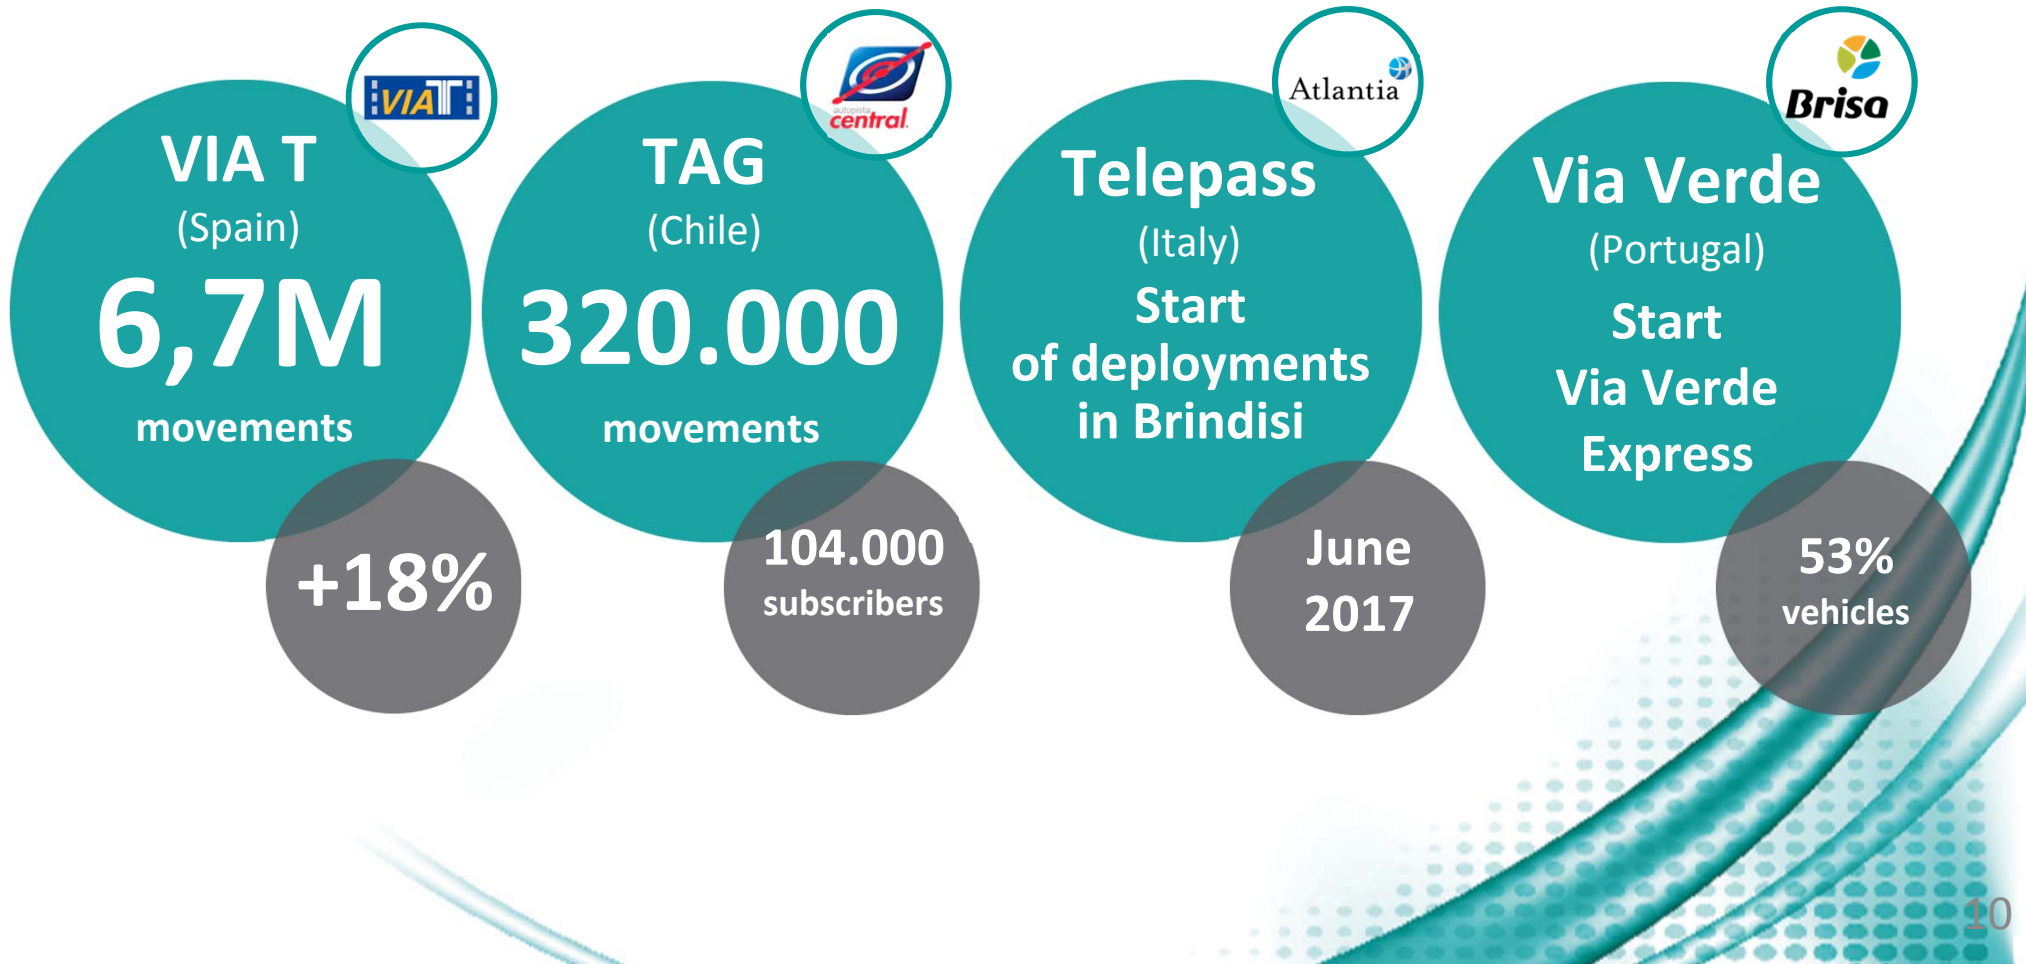 VIA T
VIA T
(Spain)
6,7M
movements
+18%
autopista
central
TAG
(Chile)
320.000
movements
104.000
subscribers
Atlantia
Telepass
(Italy)
Start
of deployments
in Brindisi
June
2017
Brisa
Via Verde
(Portugal)
Start
Via Verde
Express
53%
vehicles
10